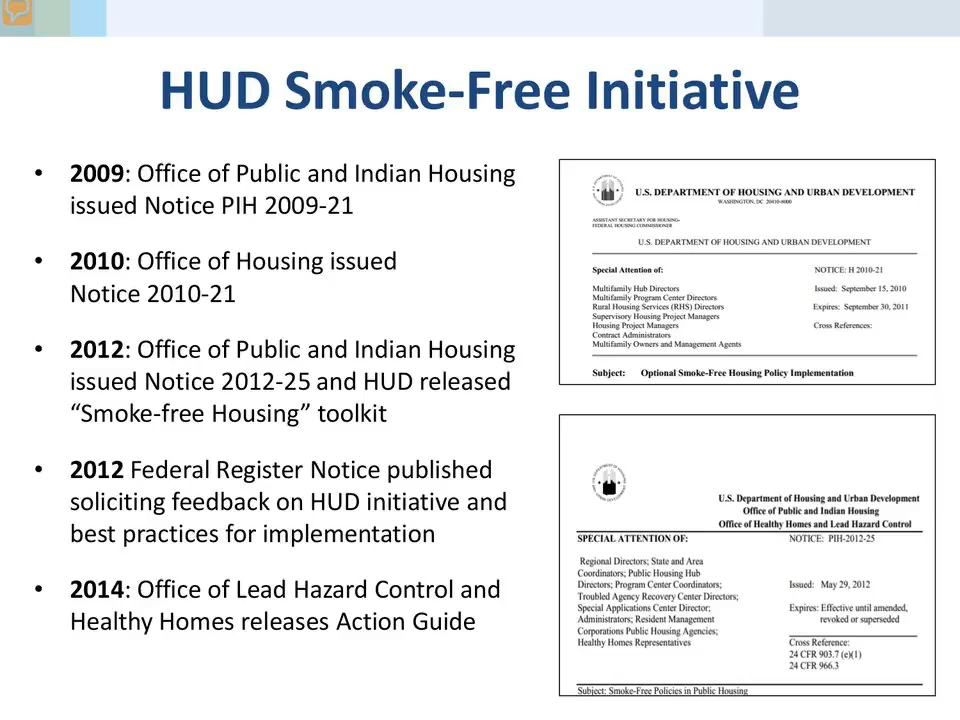 HUD Smoke-Free Initiative
• 2009: Office of Public and Indian Housing
issued Notice PIH 2009-21
• 2010: Office of Housing issued
Notice 2010-21
• 2012: Office of Public and Indian Housing
issued Notice 2012-25 and HUD released
“Smoke-free Housing” toolkit
• 2012 Federal Register Notice published
soliciting feedback on HUD initiative and
best practices for implementation
• 2014: Office of Lead Hazard Control and
Healthy Homes releases Action Guide
U.S. DEPARTMENT OF HOUSING AND URBAN DEVELOPMENT
WASHINGTON, DC 20410-8000
ASSISTANT SECRETARY FOR HOUSING-
FEDERAL HOUSING COMMISSIONER
U.S. DEPARTMENT OF HOUSING AND URBAN DEVELOPMENT
Special Attention of: NOTICE: H 2010-21
Multifamily Hub Directors Issued: September 15, 2010
Multifamily Program Center Directors
Rural Housing Services (RHS) Directors Expires: September 30, 2011
Supervisory Housing Project Managers
Housing Project Managers Cross References:
Contract Administrators
Multifamily Owners and Management Agents
Subject: Optional Smoke-Free Housing Policy Implementation
U.S. Department of Housing and Urban Development
Office of Public and Indian Housing
Office of Healthy Homes and Lead Hazard Control
SPECIAL ATTENTION OF: NOTICE: PIH-2012-25
Regional Directors; State and Area
Coordinators; Public Housing Hub
Directors; Program Center Coordinators; Issued: May 29, 2012
Troubled Agency Recovery Center Directors;
Special Applications Center Director; Expires: Effective until amended,
Administrators; Resident Management revoked or superseded
Corporations Public Housing Agencies;
Healthy Homes Representatives Cross Reference:
24 CFR 903.7 (e)(1)
24 CFR 966.3
Subject: Smoke-Free Policies in Public Housing